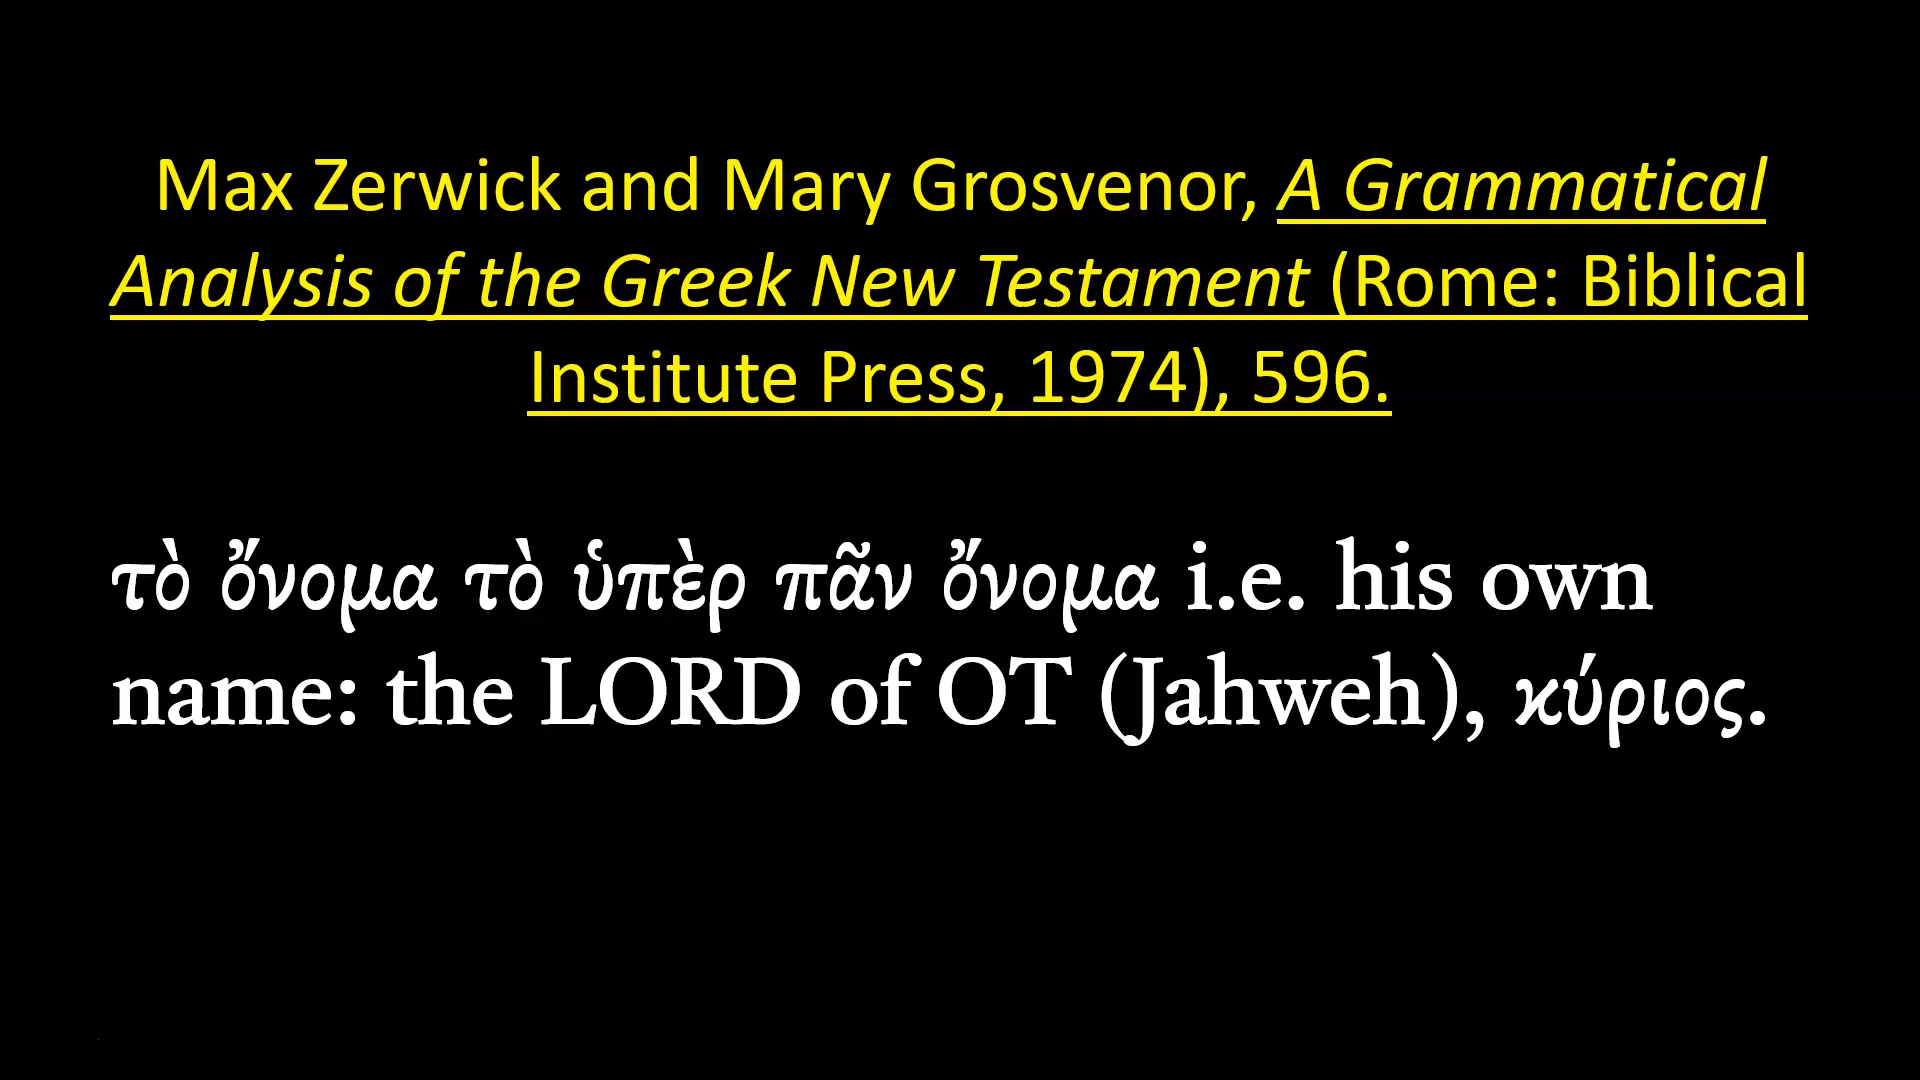 Max Zerwick and Mary Grosvenor, A Grammatical
Analysis of the Greek New Testament (Rome: Biblical
Institute Press, 1974), 596.
τὸ ὄνομα τὸ ὑπὲρ πᾶν ὄνομα i.e. his own
name: the LORD of OT (Jahweh), κύριος.